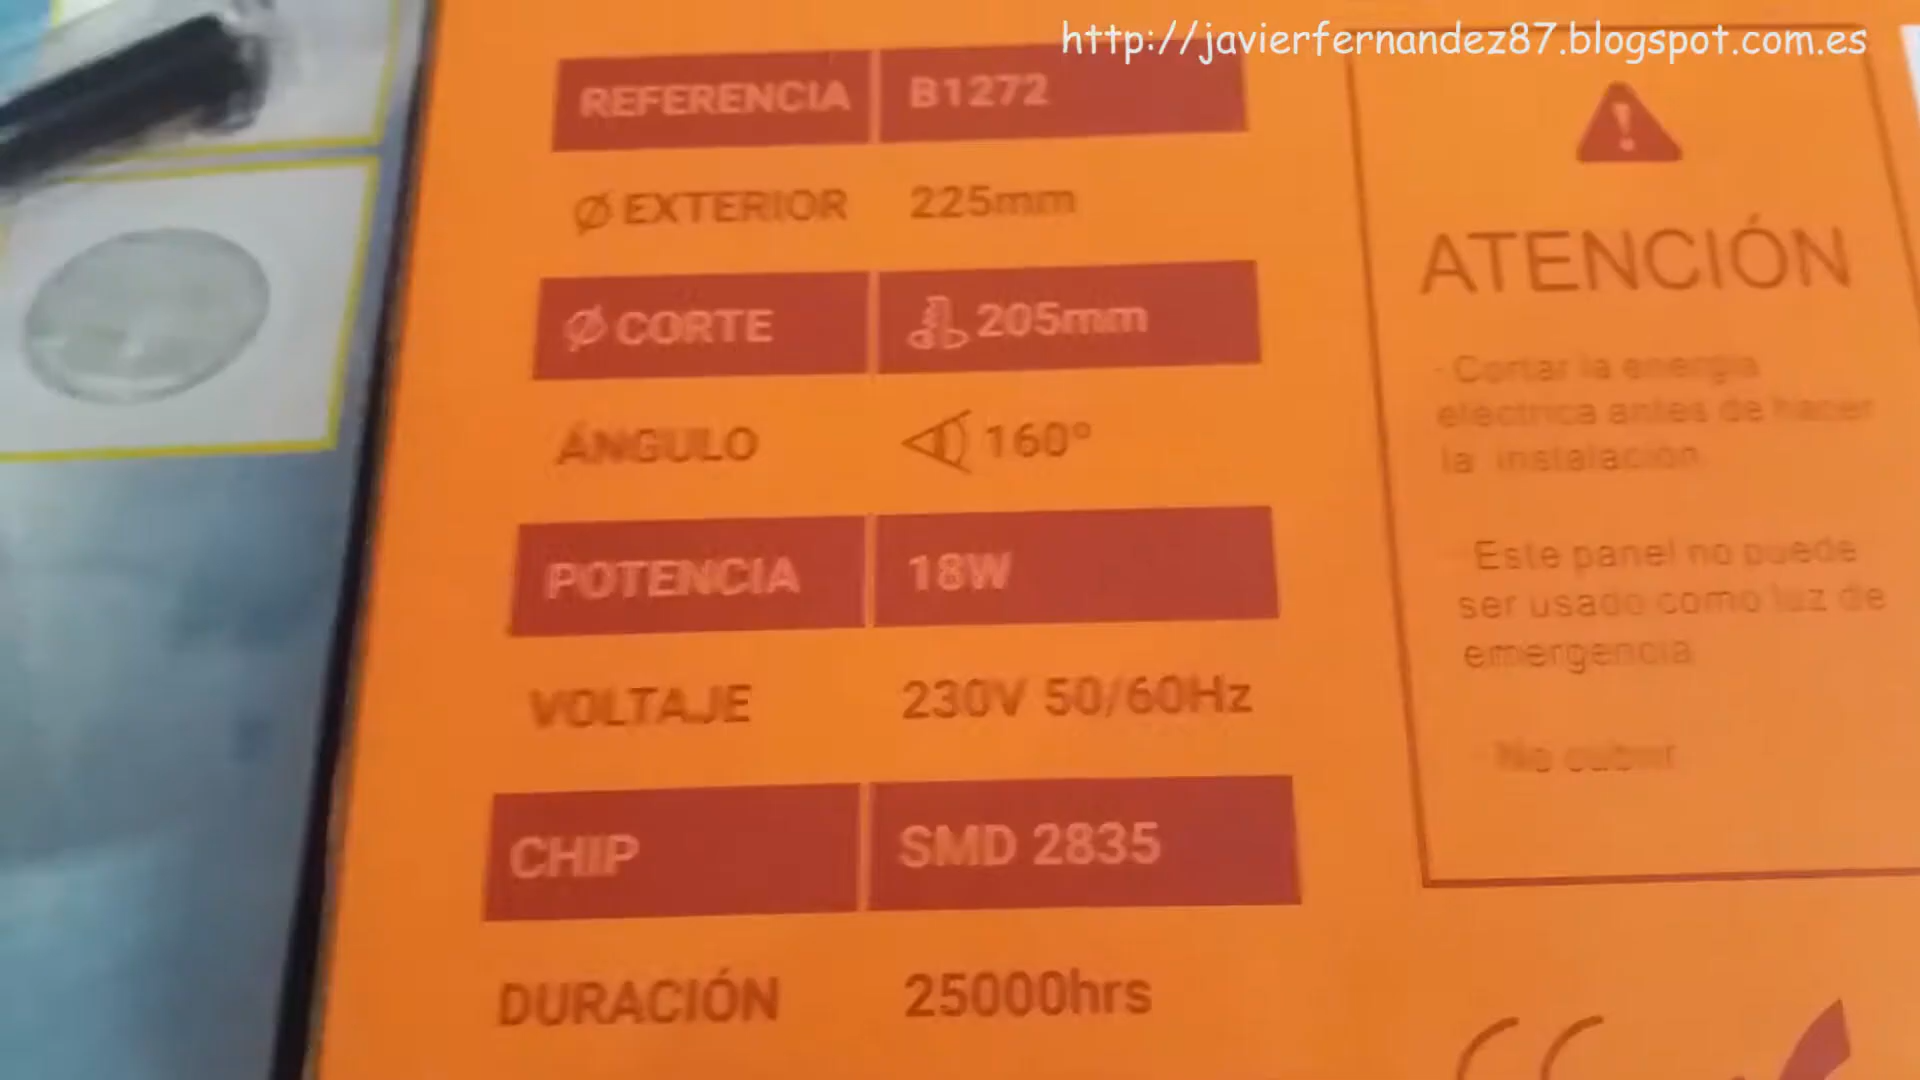 http://javierfernandez87.blogspot.com.es
REFERENCIA B1272
Ø EXTERIOR 225mm
Ø CORTE 205mm
ÁNGULO 160º
POTENCIA 18W
VOLTAJE 230V 50/60Hz
CHIP SMD 2835
DURACIÓN 25000hrs
ATENCIÓN
- Cortar la energía
eléctrica antes de hacer
la instalación
Este panel no puede
ser usado como luz de
emergencia
- No cubrir
CE